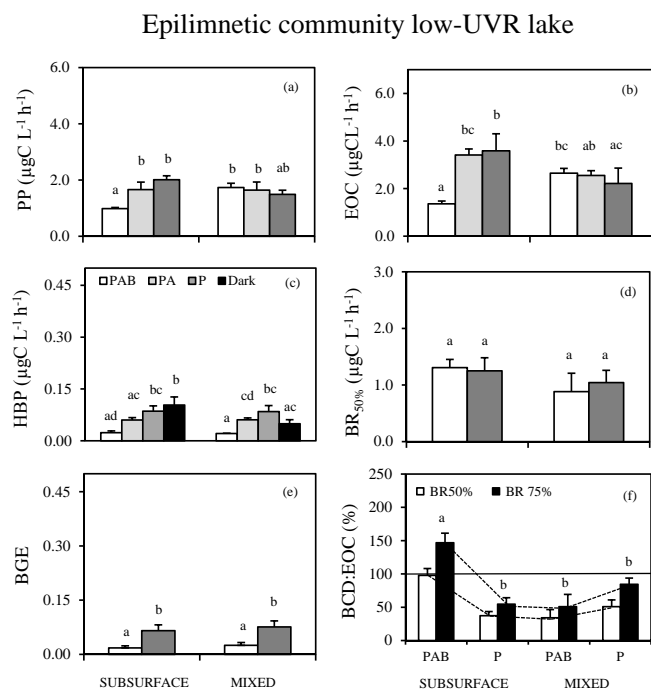 Epilimnetic community low-UVR lake
PP (µgC L-1 h-1)
6.0
4.0
2.0
0.0
(a)
a b b b b ab
EOC (µgCL-1 h-1)
6.0
4.0
2.0
0.0
(b)
a bc b bc ab ac
HBP (µgC L-1 h-1)
0.45
0.30
0.15
0.00
PAB PA P Dark (c)
ad ac bc b a cd bc ac
BR50% (µgC L-1 h-1)
3.0
2.0
1.0
0.0
(d)
a a a a
BGE
0.45
0.30
0.15
0.00
(e)
a b a b
SUBSURFACE MIXED
BCD:EOC (%)
250
200
150
100
50
0
BR50% BR 75% (f)
a b b b
PAB P PAB P
SUBSURFACE MIXED